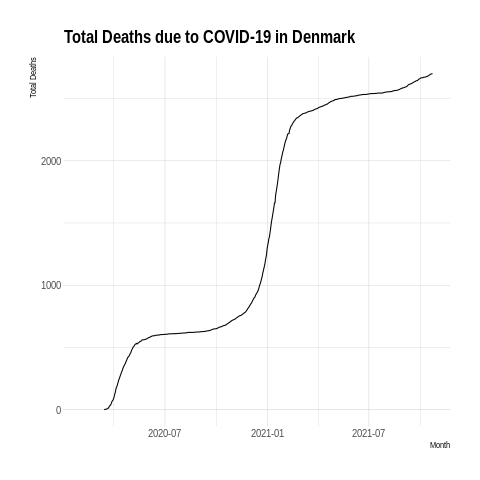 Total Deaths due to COVID-19 in Denmark
Total Deaths
2000
1000
0
2020-07
2021-01
2021-07
Month